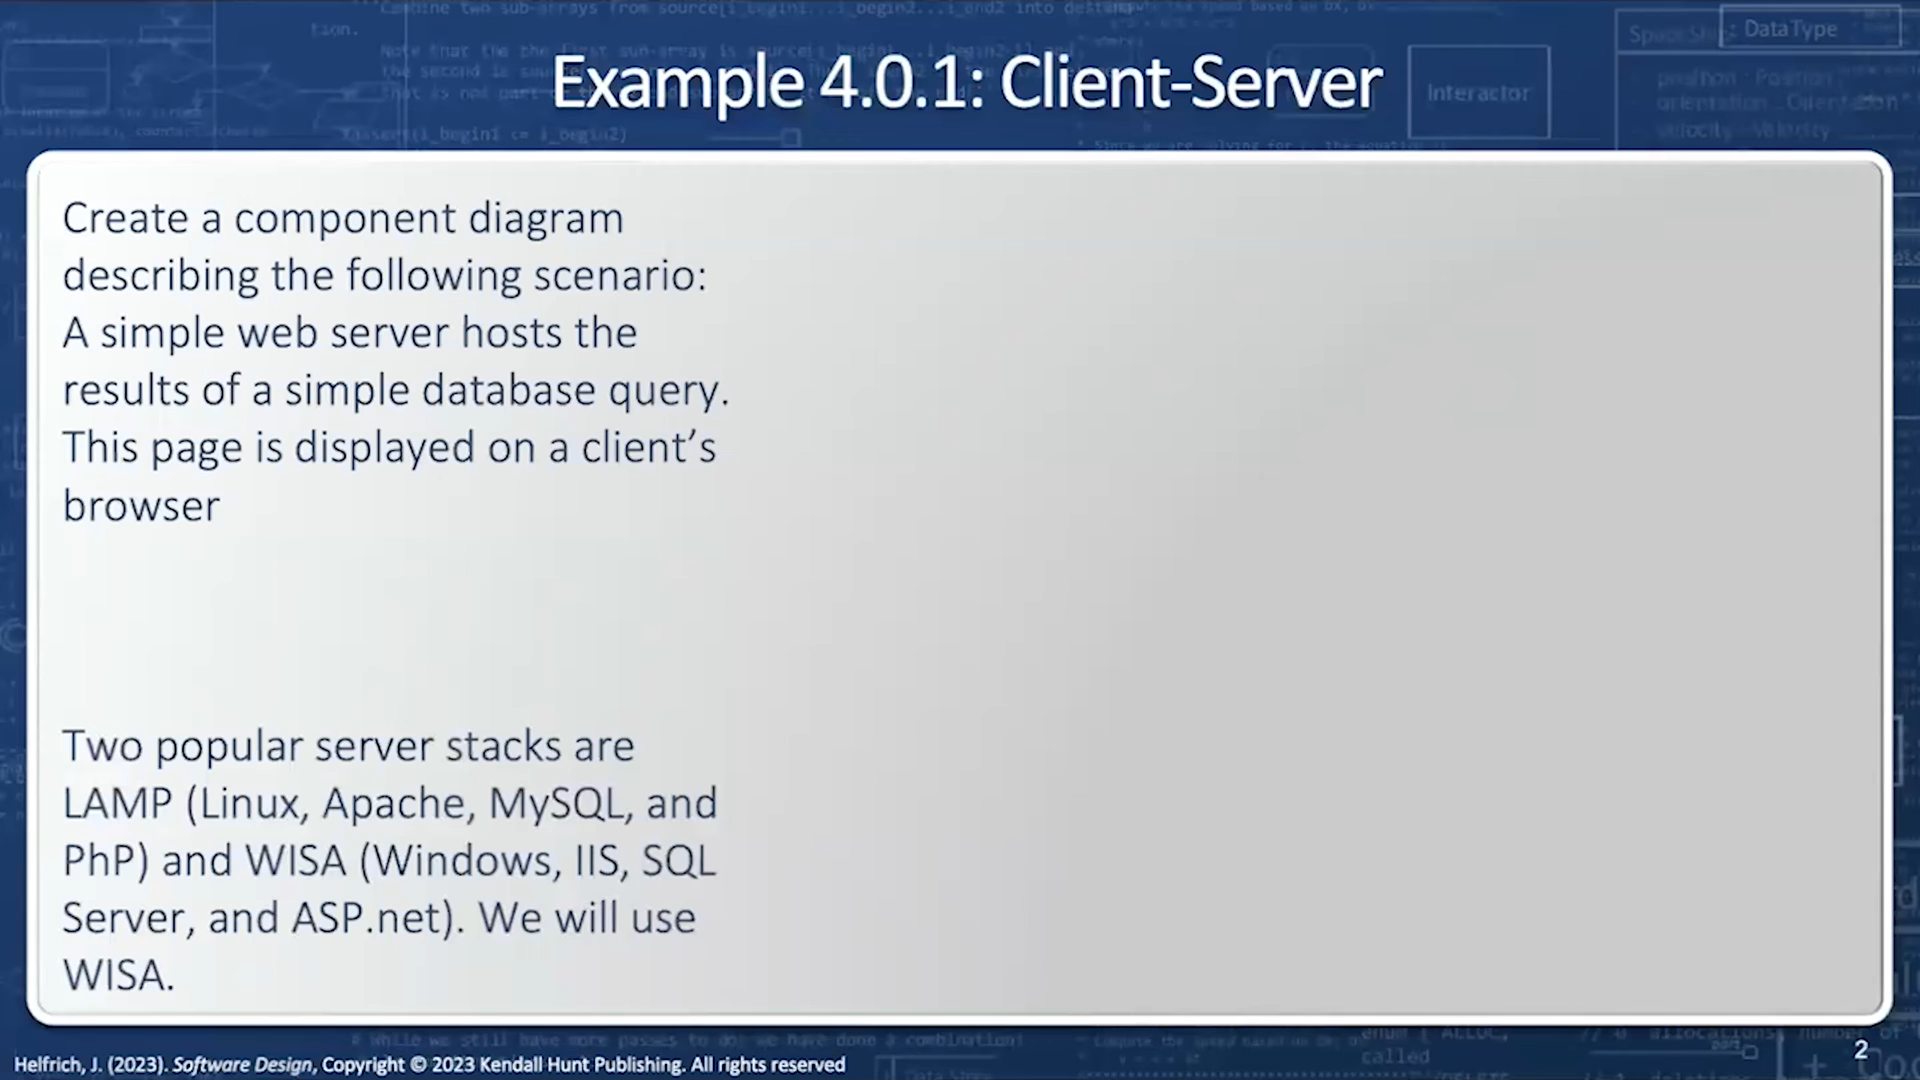 Example 4.0.1: Client-Server
Interactor
DataType
Create a component diagram
describing the following scenario:
A simple web server hosts the
results of a simple database query.
This page is displayed on a client’s
browser
Two popular server stacks are
LAMP (Linux, Apache, MySQL, and
PhP) and WISA (Windows, IIS, SQL
Server, and ASP.net). We will use
WISA.
Helfrich, J. (2023). Software Design, Copyright © 2023 Kendall Hunt Publishing. All rights reserved
called
2